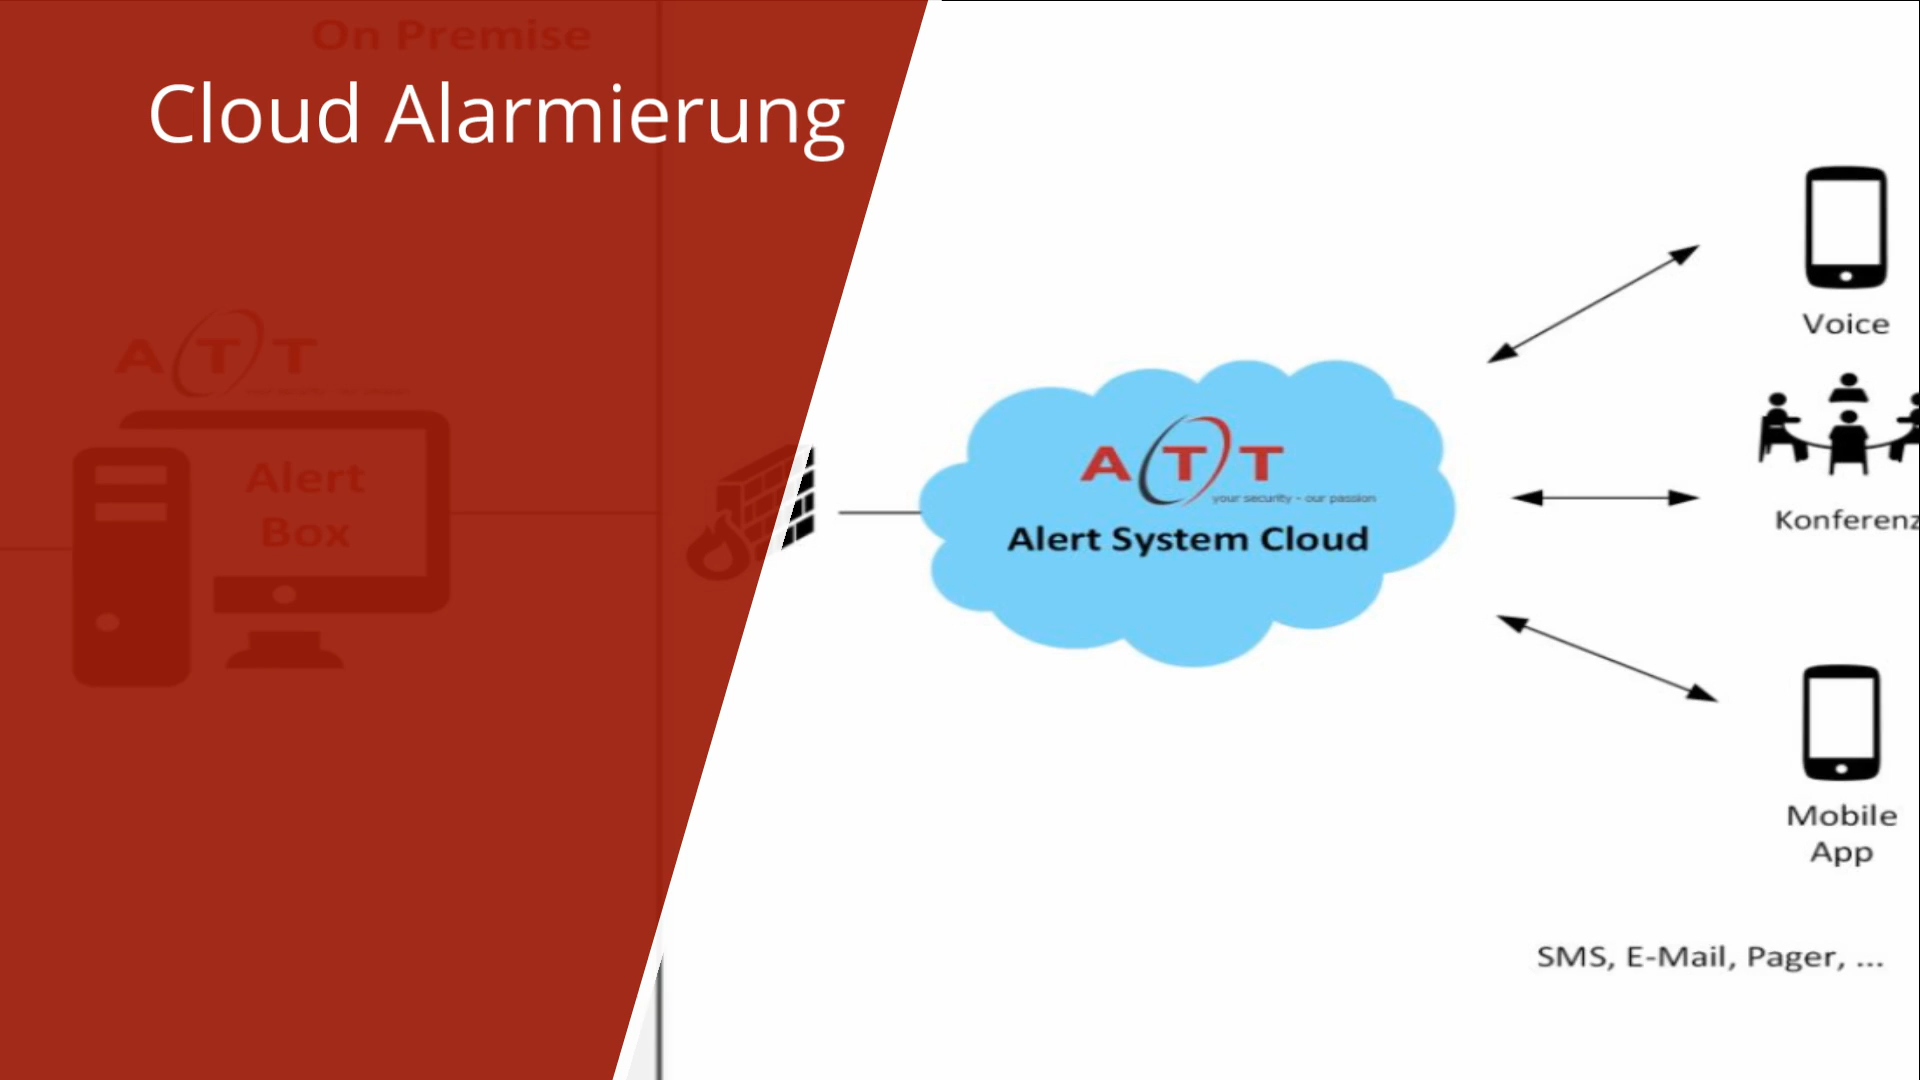 On Premise
Cloud Alarmierung
ATT
Alert
Box
ATT
your security - our passion
Alert System Cloud
Voice
Konferenz
Mobile
App
SMS, E-Mail, Pager, ...